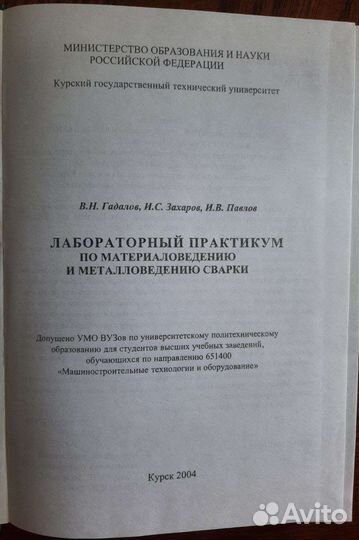 МИНИСТЕРСТВО ОБРАЗОВАНИЯ И НАУКИ
РОССИЙСКОЙ ФЕДЕРАЦИИ
Курский государственный технический университет
В.Н. Гадалов, И.С. Захаров, И.В. Павлов
ЛАБОРАТОРНЫЙ ПРАКТИКУМ
ПО МАТЕРИАЛОВЕДЕНИЮ
И МЕТАЛЛОВЕДЕНИЮ СВАРКИ
Допущено УМО ВУЗов по университетскому политехническому
образованию для студентов высших учебных заведений,
обучающихся по направлению 651400
«Машиностроительные технологии и оборудование»
Курск 2004
Avito